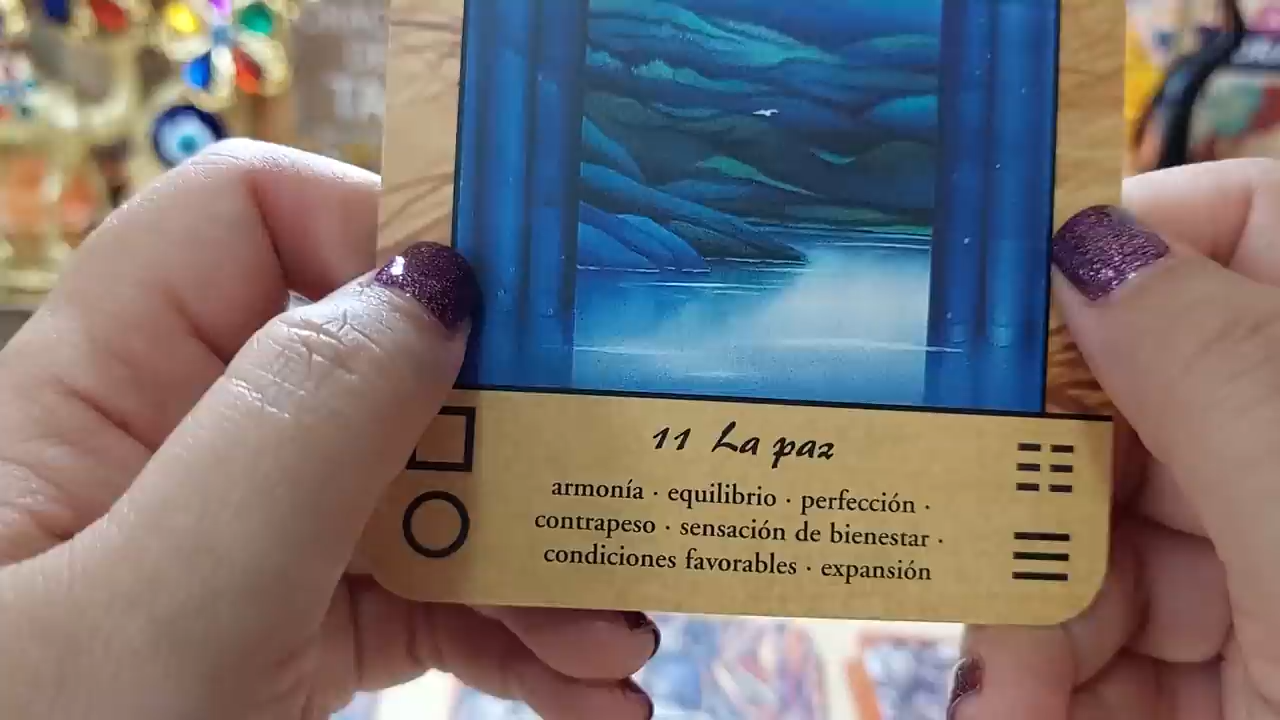 11 La paz
armonía · equilibrio · perfección ·
contrapeso · sensación de bienestar ·
condiciones favorables · expansión